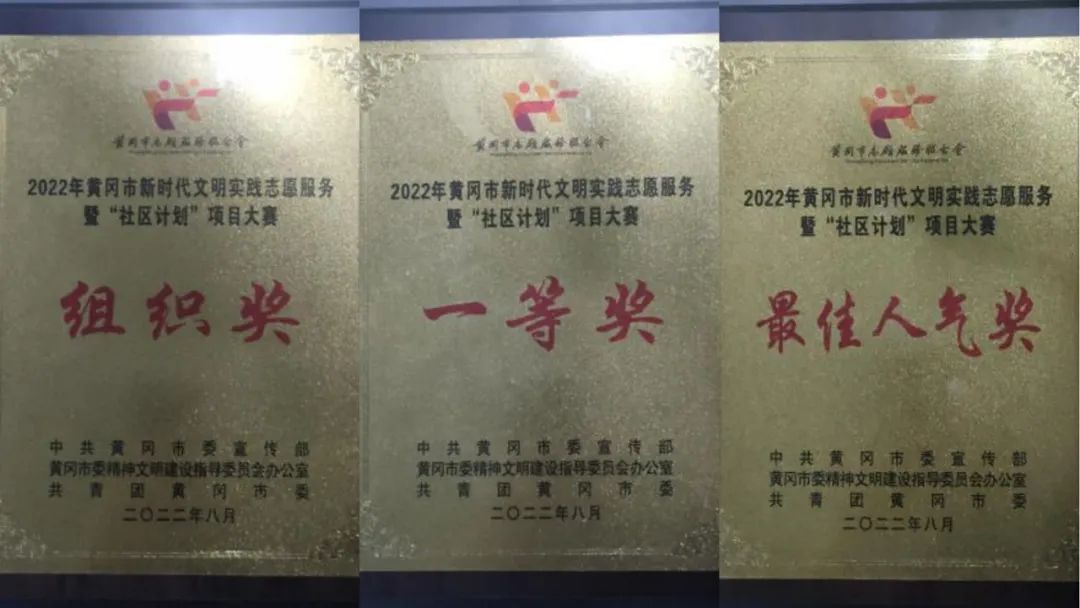 黄冈市志愿服务联合会
2022年黄冈市新时代文明实践志愿服务
暨“社区计划”项目大赛
组织奖
中共黄冈市委宣传部
黄冈市委精神文明建设指导委员会办公室
共青团黄冈市委
二〇二二年八月
黄冈市志愿服务联合会
2022年黄冈市新时代文明实践志愿服务
暨“社区计划”项目大赛
一等奖
中共黄冈市委宣传部
黄冈市委精神文明建设指导委员会办公室
共青团黄冈市委
二〇二二年八月
黄冈市志愿服务联合会
2022年黄冈市新时代文明实践志愿服务
暨“社区计划”项目大赛
最佳人气奖
中共黄冈市委宣传部
黄冈市委精神文明建设指导委员会办公室
共青团黄冈市委
二〇二二年八月